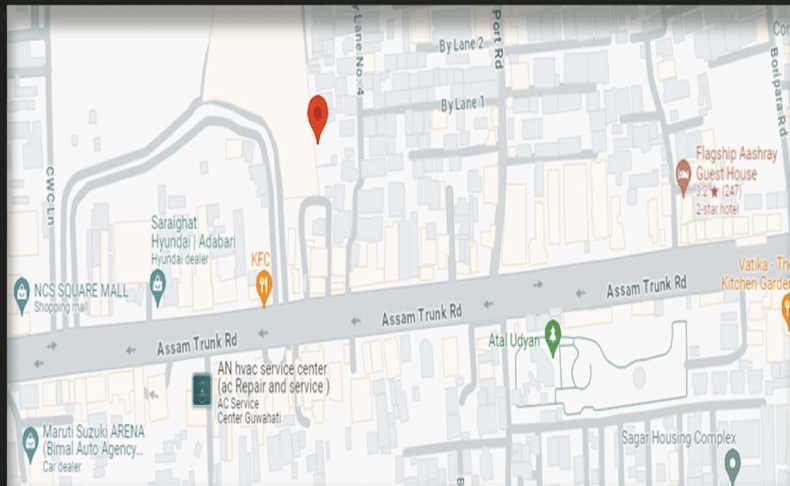 Port Rd
y Lane No. 4
By Lane 2
By Lane 1
Boripara Rd
Flagship Aashray
Guest House
3.2 ★ (247)
2-star hotel
CWC Ln
Saraighat
Hyundai | Adabari
Hyundai dealer
KFC
NCS SQUARE MALL
Shopping mall
Vatika - The
Kitchen Garden
Assam Trunk Rd
Assam Trunk Rd
Assam Trunk Rd
Atal Udyan
AN hvac service center
(ac Repair and service )
AC Service
Center Guwahati
Maruti Suzuki ARENA
(Bimal Auto Agency...
Car dealer
Sagar Housing Complex